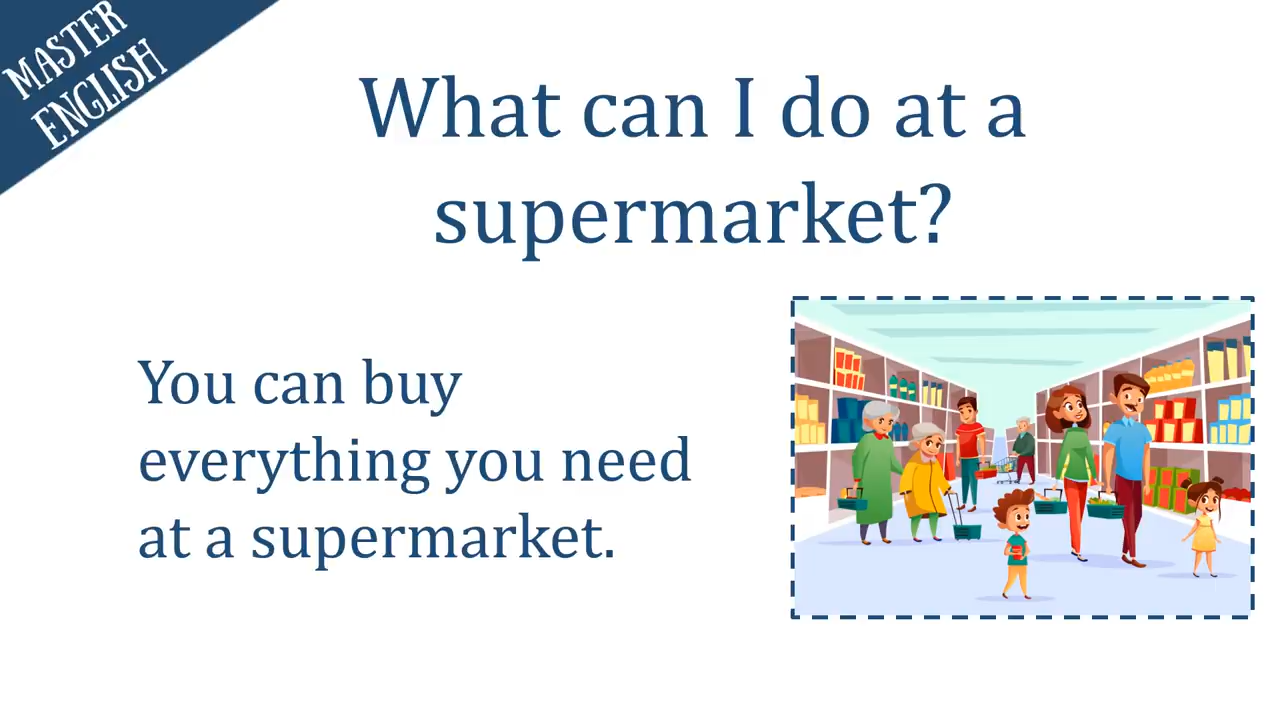 MASTER
ENGLISH
What can I do at a
supermarket?
You can buy
everything you need
at a supermarket.